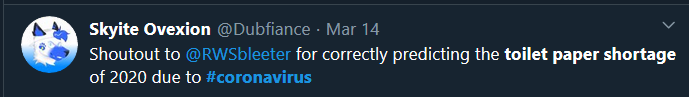 Skyite Ovexion @Dubfiance · Mar 14
Shoutout to @RWSbleeter for correctly predicting the toilet paper shortage
of 2020 due to #coronavirus